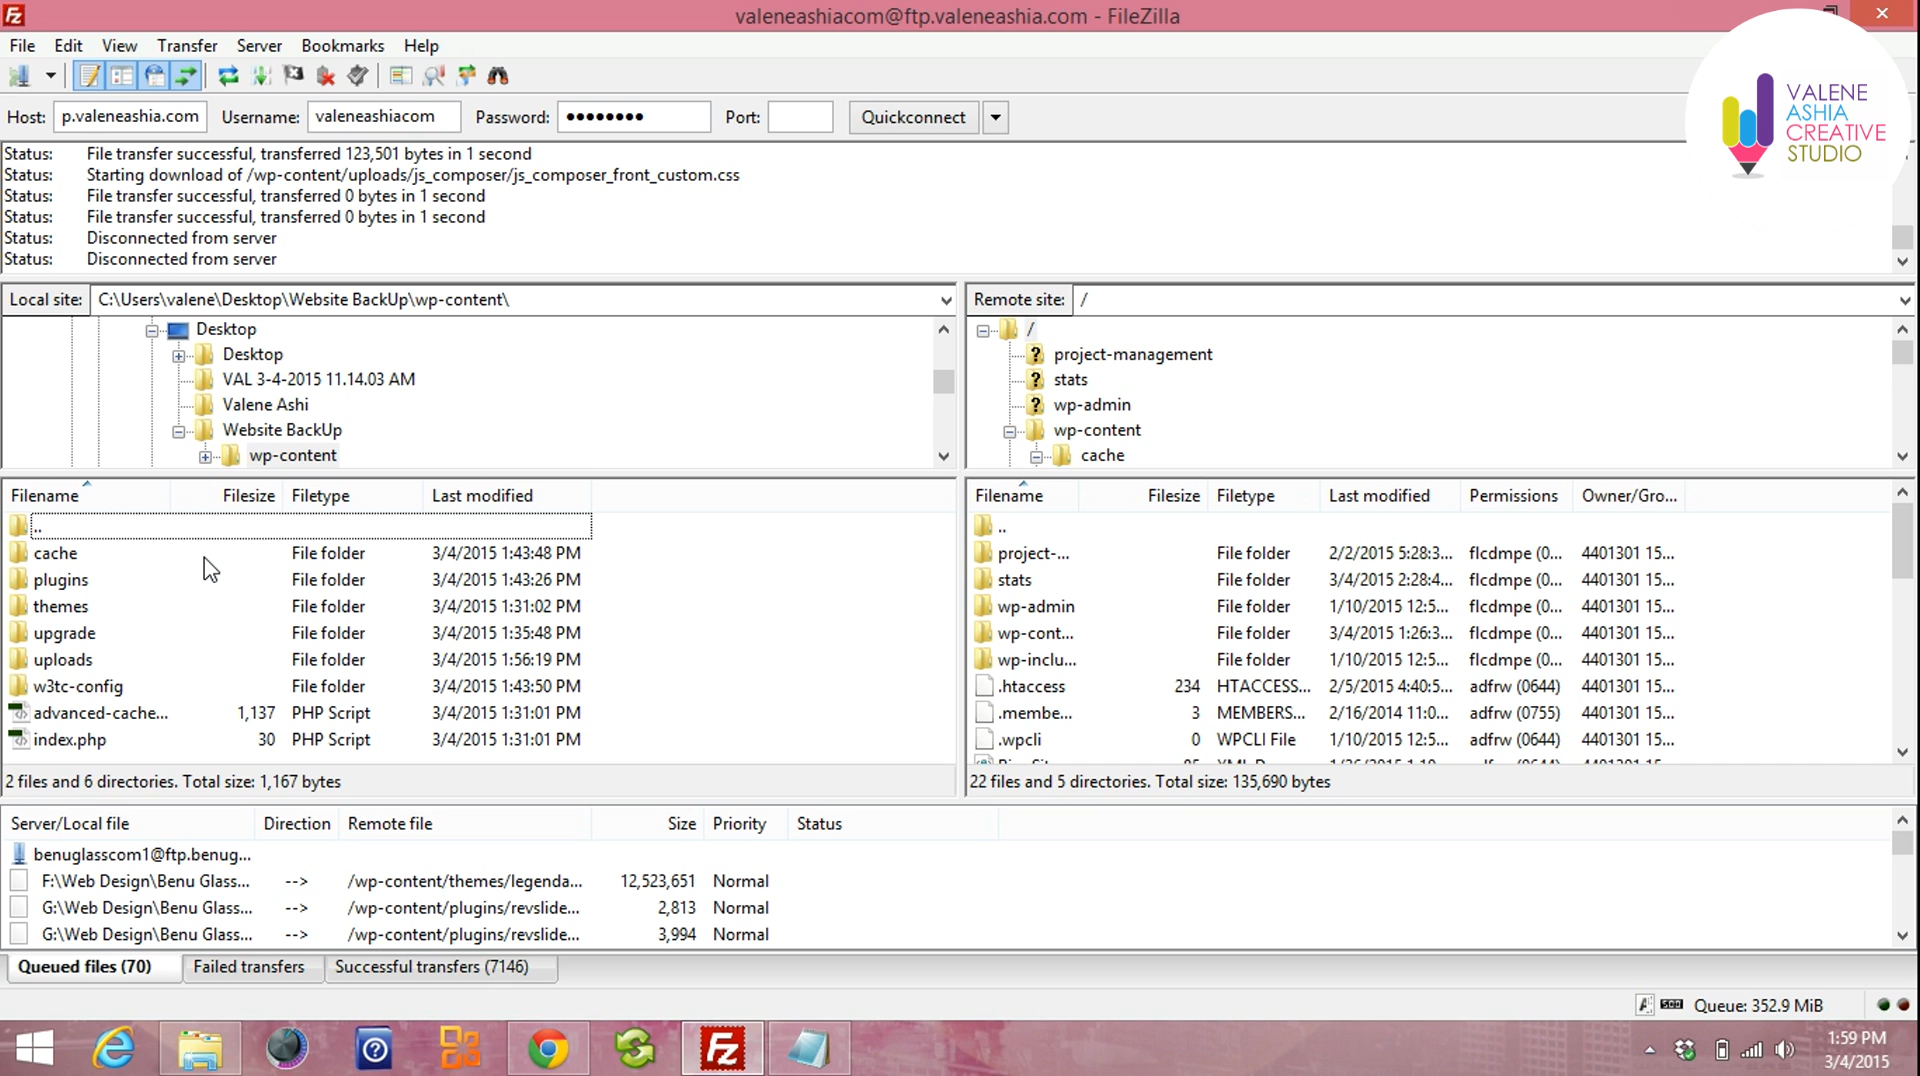 valeneashiacom@ftp.valeneashia.com - FileZilla
File Edit View Transfer Server Bookmarks Help
VALENE
ASHIA
CREATIVE
STUDIO
Host: p.valeneashia.com Username: valeneashiacom Password: •••••••• Port: Quickconnect
Status: File transfer successful, transferred 123,501 bytes in 1 second
Status: Starting download of /wp-content/uploads/js_composer/js_composer_front_custom.css
Status: File transfer successful, transferred 0 bytes in 1 second
Status: File transfer successful, transferred 0 bytes in 1 second
Status: Disconnected from server
Status: Disconnected from server
Local site: C:\Users\valene\Desktop\Website BackUp\wp-content\
Desktop
Desktop
VAL 3-4-2015 11.14.03 AM
Valene Ashi
Website BackUp
wp-content
Remote site: /
/
project-management
stats
wp-admin
wp-content
cache
Filename Filesize Filetype Last modified
..
cache File folder 3/4/2015 1:43:48 PM
plugins File folder 3/4/2015 1:43:26 PM
themes File folder 3/4/2015 1:31:02 PM
upgrade File folder 3/4/2015 1:35:48 PM
uploads File folder 3/4/2015 1:56:19 PM
w3tc-config File folder 3/4/2015 1:43:50 PM
advanced-cache... 1,137 PHP Script 3/4/2015 1:31:01 PM
index.php 30 PHP Script 3/4/2015 1:31:01 PM
2 files and 6 directories. Total size: 1,167 bytes
Filename Filesize Filetype Last modified Permissions Owner/Gro...
..
project-... File folder 2/2/2015 5:28:3... flcdmpe (0... 4401301 15...
stats File folder 3/4/2015 2:28:4... flcdmpe (0... 4401301 15...
wp-admin File folder 1/10/2015 12:5... flcdmpe (0... 4401301 15...
wp-cont... File folder 3/4/2015 1:26:3... flcdmpe (0... 4401301 15...
wp-inclu... File folder 1/10/2015 12:5... flcdmpe (0... 4401301 15...
.htaccess 234 HTACCESS... 2/5/2015 4:40:5... adfrw (0644) 4401301 15...
.membe... 3 MEMBERS... 2/16/2014 11:0... adfrw (0755) 4401301 15...
.wpcli 0 WPCLI File 1/10/2015 12:5... adfrw (0644) 4401301 15...
22 files and 5 directories. Total size: 135,690 bytes
Server/Local file Direction Remote file Size Priority Status
benuglasscom1@ftp.benug...
F:\Web Design\Benu Glass... --> /wp-content/themes/legenda... 12,523,651 Normal
G:\Web Design\Benu Glass... --> /wp-content/plugins/revslide... 2,813 Normal
G:\Web Design\Benu Glass... --> /wp-content/plugins/revslide... 3,994 Normal
Queued files (70) Failed transfers Successful transfers (7146)
Queue: 352.9 MiB
1:59 PM
3/4/2015